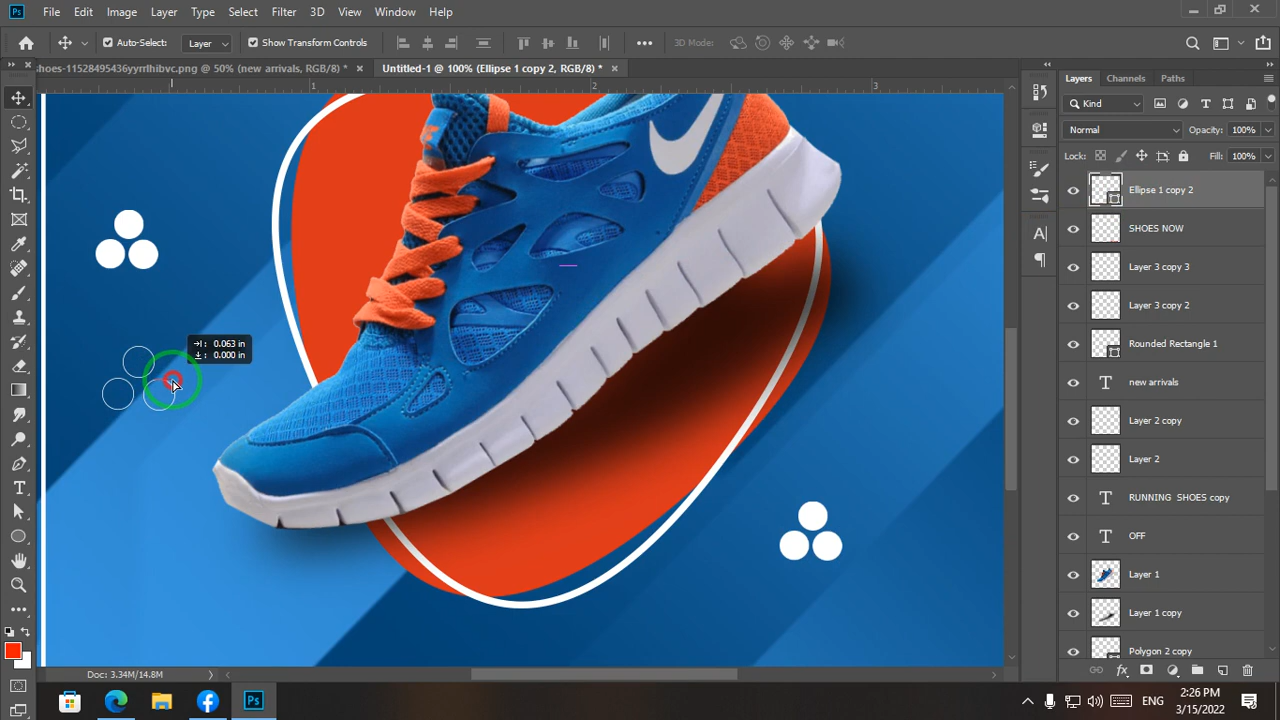 Ps File Edit Image Layer Type Select Filter 3D View Window Help
Auto-Select: Layer Show Transform Controls 3D Mode:
shoes-11528495436yyrrlhibvc.png @ 50% (new arrivals, RGB/8) * × Untitled-1 @ 100% (Ellipse 1 copy 2, RGB/8) * ×
1 2 3
Layers Channels Paths
Kind
Normal Opacity: 100%
Lock: Fill: 100%
Ellipse 1 copy 2
SHOES NOW
Layer 3 copy 3
Layer 3 copy 2
Rounded Rectangle 1
new arrivals
Layer 2 copy
Layer 2
RUNNING SHOES copy
OFF
Layer 1
Layer 1 copy
Polygon 2 copy
0.063 in
0.000 in
Doc: 3.34M/14.8M
Ps ENG 2:26 PM
3/15/2022